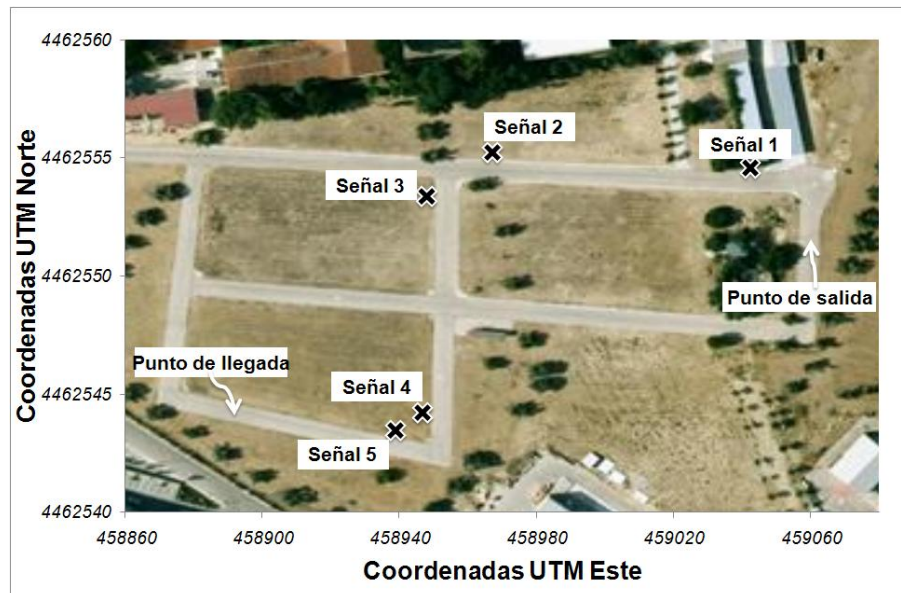 Coordenadas UTM Norte
4462560
4462555
4462550
4462545
4462540
Señal 2
Señal 1
Señal 3
Punto de salida
Punto de llegada
Señal 4
Señal 5
458860
458900
458940
458980
459020
459060
Coordenadas UTM Este